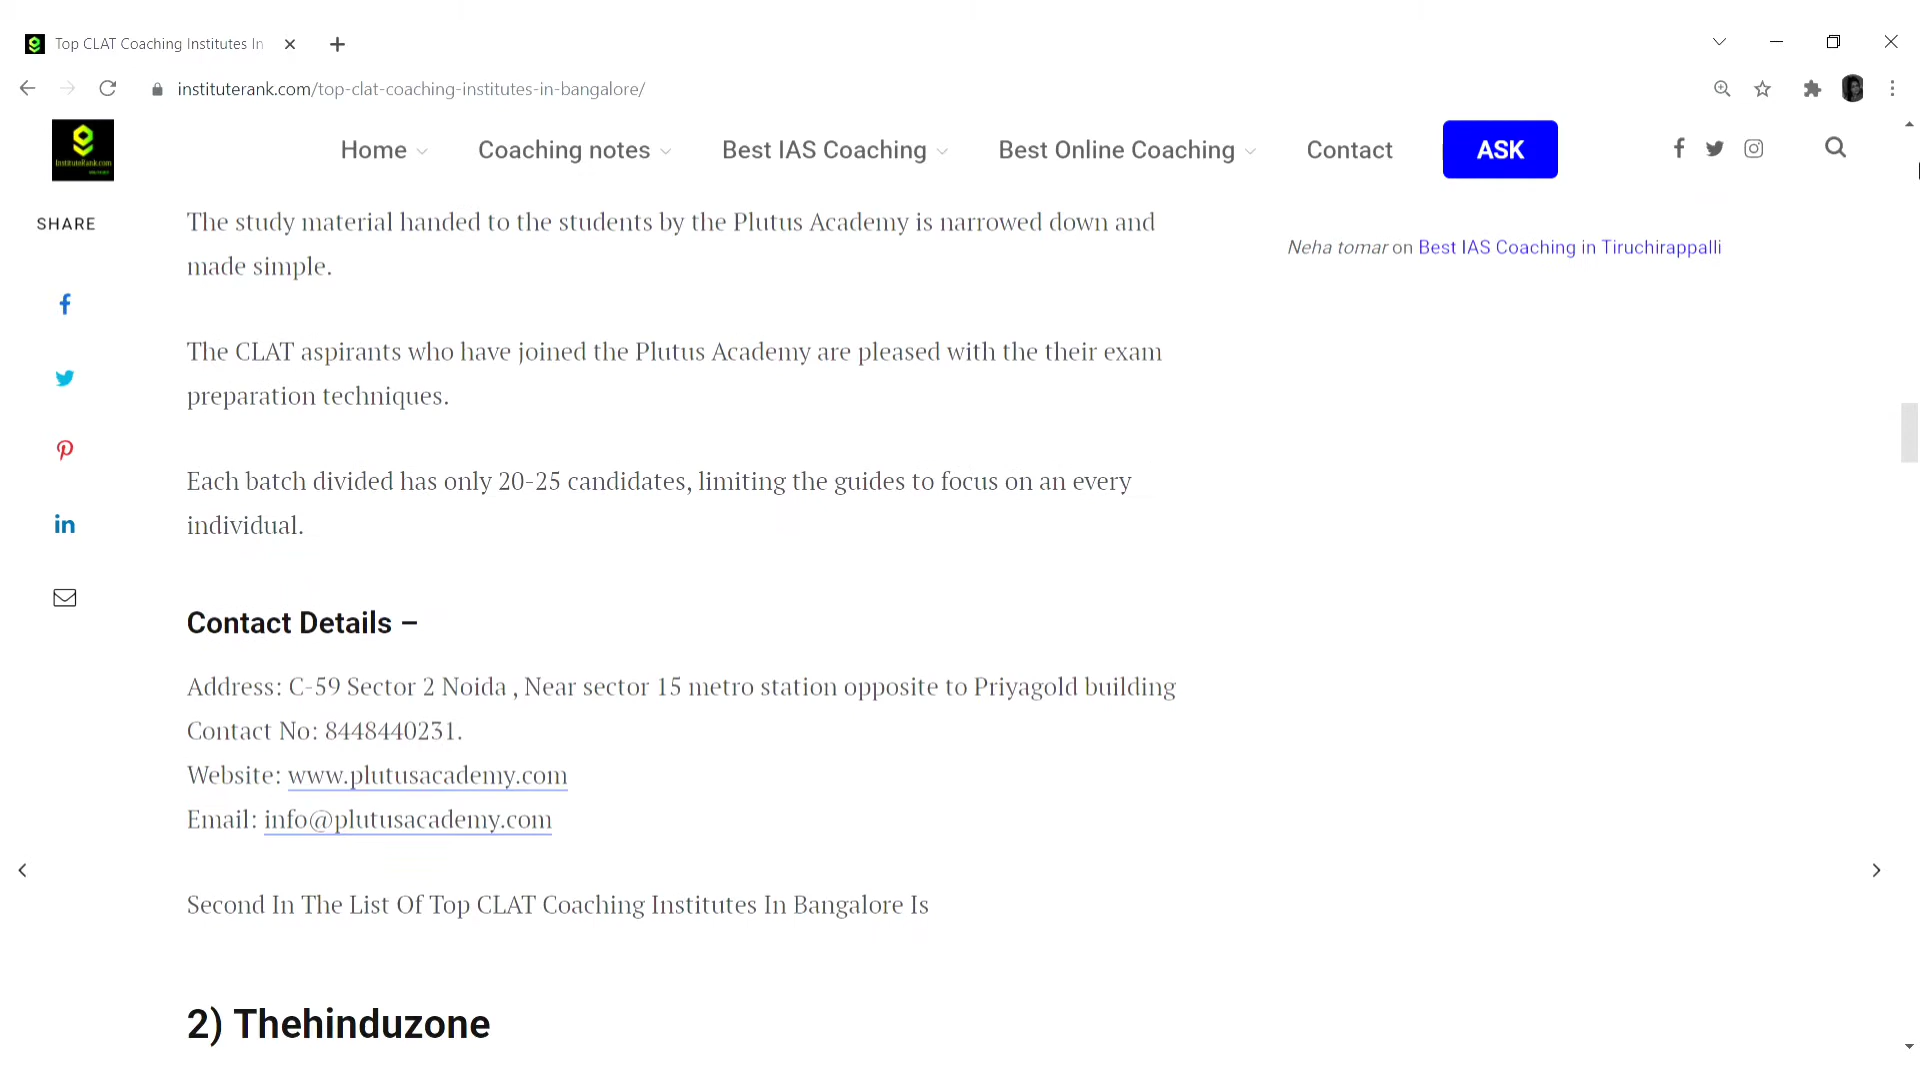 Top CLAT Coaching Institutes In
instituterank.com/top-clat-coaching-institutes-in-bangalore/
InstituteRank.com
Home
Coaching notes
Best IAS Coaching
Best Online Coaching
Contact
ASK
SHARE
The study material handed to the students by the Plutus Academy is narrowed down and
made simple.
Neha tomar on Best IAS Coaching in Tiruchirappalli
The CLAT aspirants who have joined the Plutus Academy are pleased with the their exam
preparation techniques.
Each batch divided has only 20-25 candidates, limiting the guides to focus on an every
individual.
Contact Details –
Address: C-59 Sector 2 Noida , Near sector 15 metro station opposite to Priyagold building
Contact No: 8448440231.
Website: www.plutusacademy.com
Email: info@plutusacademy.com
Second In The List Of Top CLAT Coaching Institutes In Bangalore Is
2) Thehinduzone